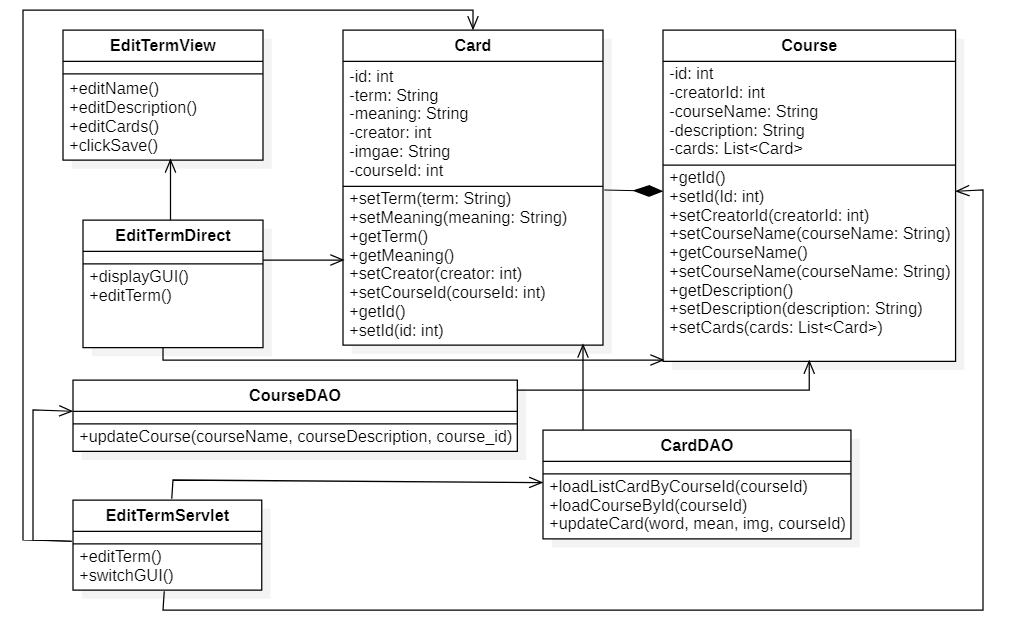 EditTermView
+editName()
+editDescription()
+editCards()
+clickSave()
Card
-id: int
-term: String
-meaning: String
-creator: int
-imgae: String
-courseId: int
+setTerm(term: String)
+setMeaning(meaning: String)
+getTerm()
+getMeaning()
+setCreator(creator: int)
+setCourseId(courseId: int)
+getId()
+setId(id: int)
Course
-id: int
-creatorId: int
-courseName: String
-description: String
-cards: List<Card>
+getId()
+setId(Id: int)
+setCreatorId(creatorId: int)
+setCourseName(courseName: String)
+getCourseName()
+setCourseName(courseName: String)
+getDescription()
+setDescription(description: String)
+setCards(cards: List<Card>)
EditTermDirect
+displayGUI()
+editTerm()
CourseDAO
+updateCourse(courseName, courseDescription, course_id)
CardDAO
+loadListCardByCourseId(courseId)
+loadCourseById(courseId)
+updateCard(word, mean, img, courseId)
EditTermServlet
+editTerm()
+switchGUI()